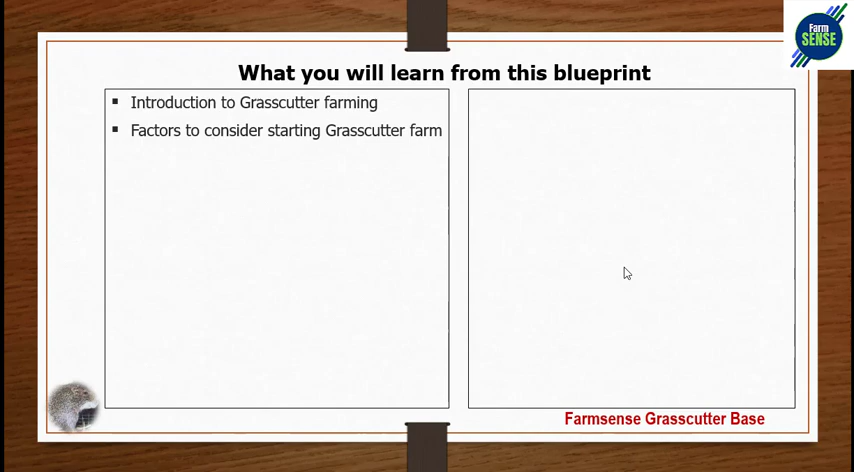 Farm
SENSE
What you will learn from this blueprint
▪ Introduction to Grasscutter farming
▪ Factors to consider starting Grasscutter farm
Farmsense Grasscutter Base